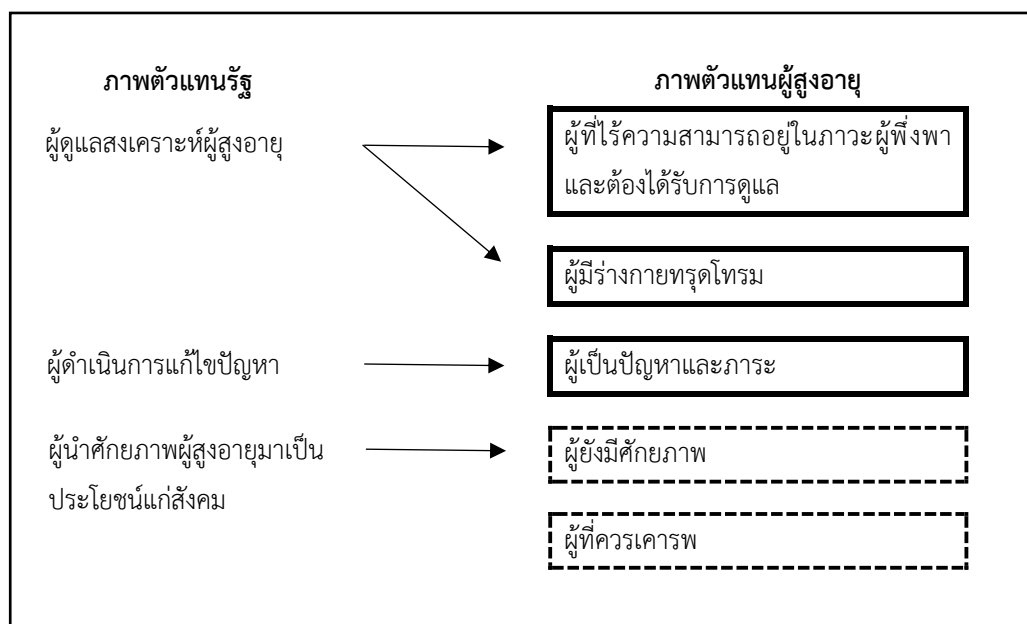 ภาพตัวแทนรัฐ
ภาพตัวแทนผู้สูงอายุ
ผู้ดูแลสงเคราะห์ผู้สูงอายุ
ผู้ที่ไร้ความสามารถอยู่ในภาวะผู้พึ่งพา
และต้องได้รับการดูแล
ผู้มีร่างกายทรุดโทรม
ผู้ดำเนินการแก้ไขปัญหา
ผู้เป็นปัญหาและภาระ
ผู้นำศักยภาพผู้สูงอายุมาเป็น
ประโยชน์แก่สังคม
ผู้ยังมีศักยภาพ
ผู้ที่ควรเคารพ